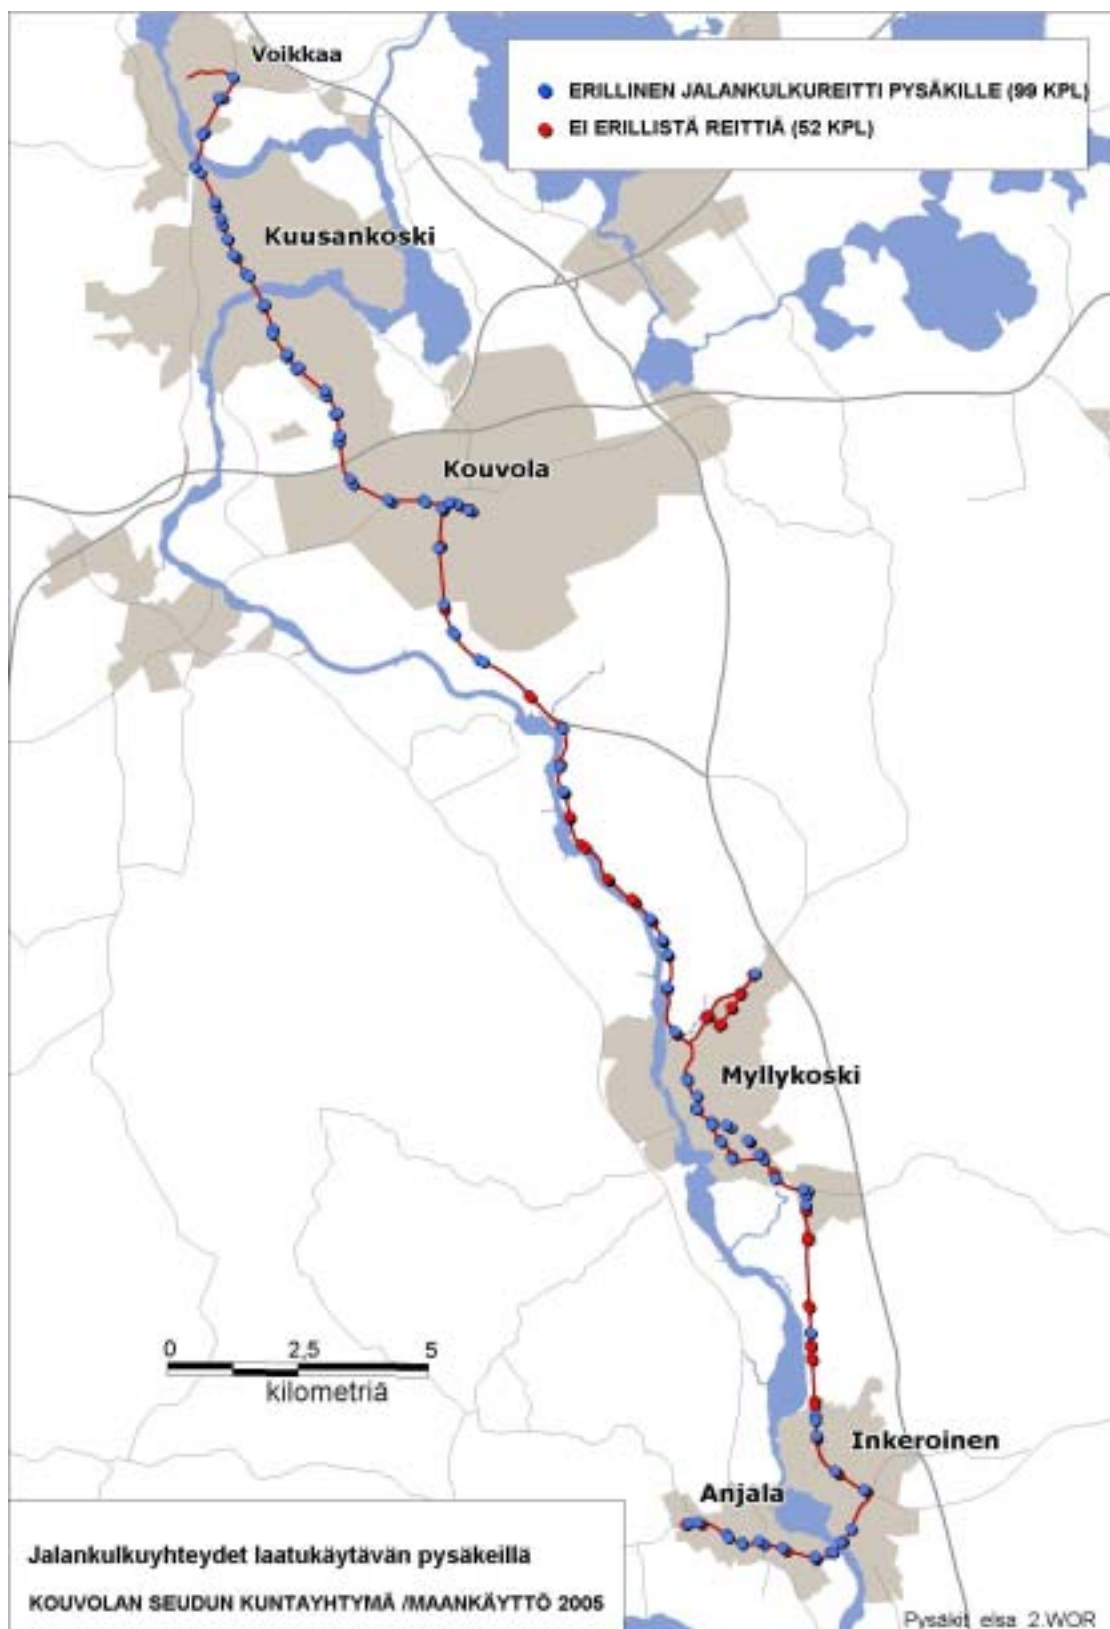 Voikkaa
ERILLINEN JALANKULKUREITTI PYSÄKILLE (99 KPL)
EI ERILLISTÄ REITTIÄ (52 KPL)
Kuusankoski
Kouvola
Myllykoski
0 2,5 5
kilometriä
Inkeroinen
Anjala
Jalankulkuyhteydet laatukäytävän pysäkeillä
KOUVOLAN SEUDUN KUNTAYHTYMÄ /MAANKÄYTTÖ 2005
Pysäkit_elsa_2.WOR